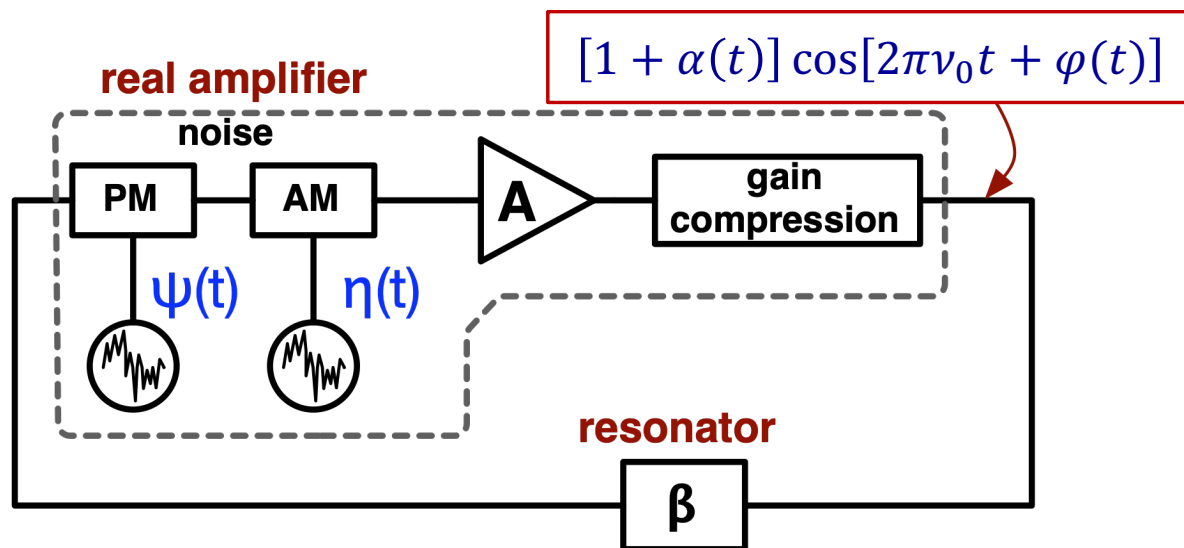 [1 + α(t)] cos[2πν₀t + φ(t)]
real amplifier
noise
PM
AM
A
gain
compression
ψ(t)
η(t)
resonator
β